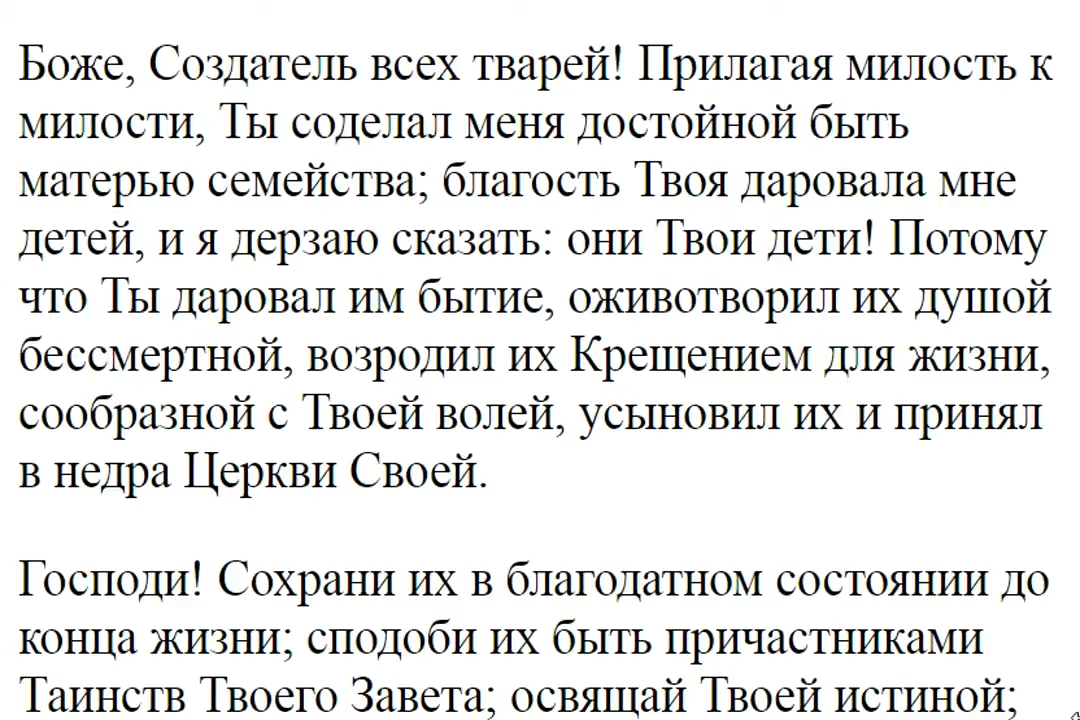 Боже, Создатель всех тварей! Прилагая милость к
милости, Ты соделал меня достойной быть
матерью семейства; благость Твоя даровала мне
детей, и я дерзаю сказать: они Твои дети! Потому
что Ты даровал им бытие, оживотворил их душой
бессмертной, возродил их Крещением для жизни,
сообразной с Твоей волей, усыновил их и принял
в недра Церкви Своей.
Господи! Сохрани их в благодатном состоянии до
конца жизни; сподоби их быть причастниками
Таинств Твоего Завета; освящай Твоей истиной;